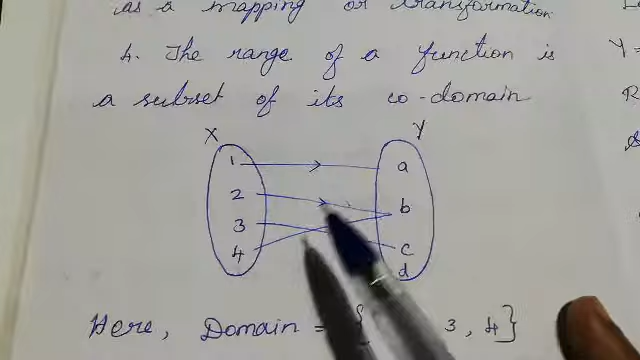 as a mapping or transformation.
4. The range of a function is
a subset of its co-domain
X Y
1 a
2 b
3 c
4 d
Here, Domain = { 3, 4}
Y =
R